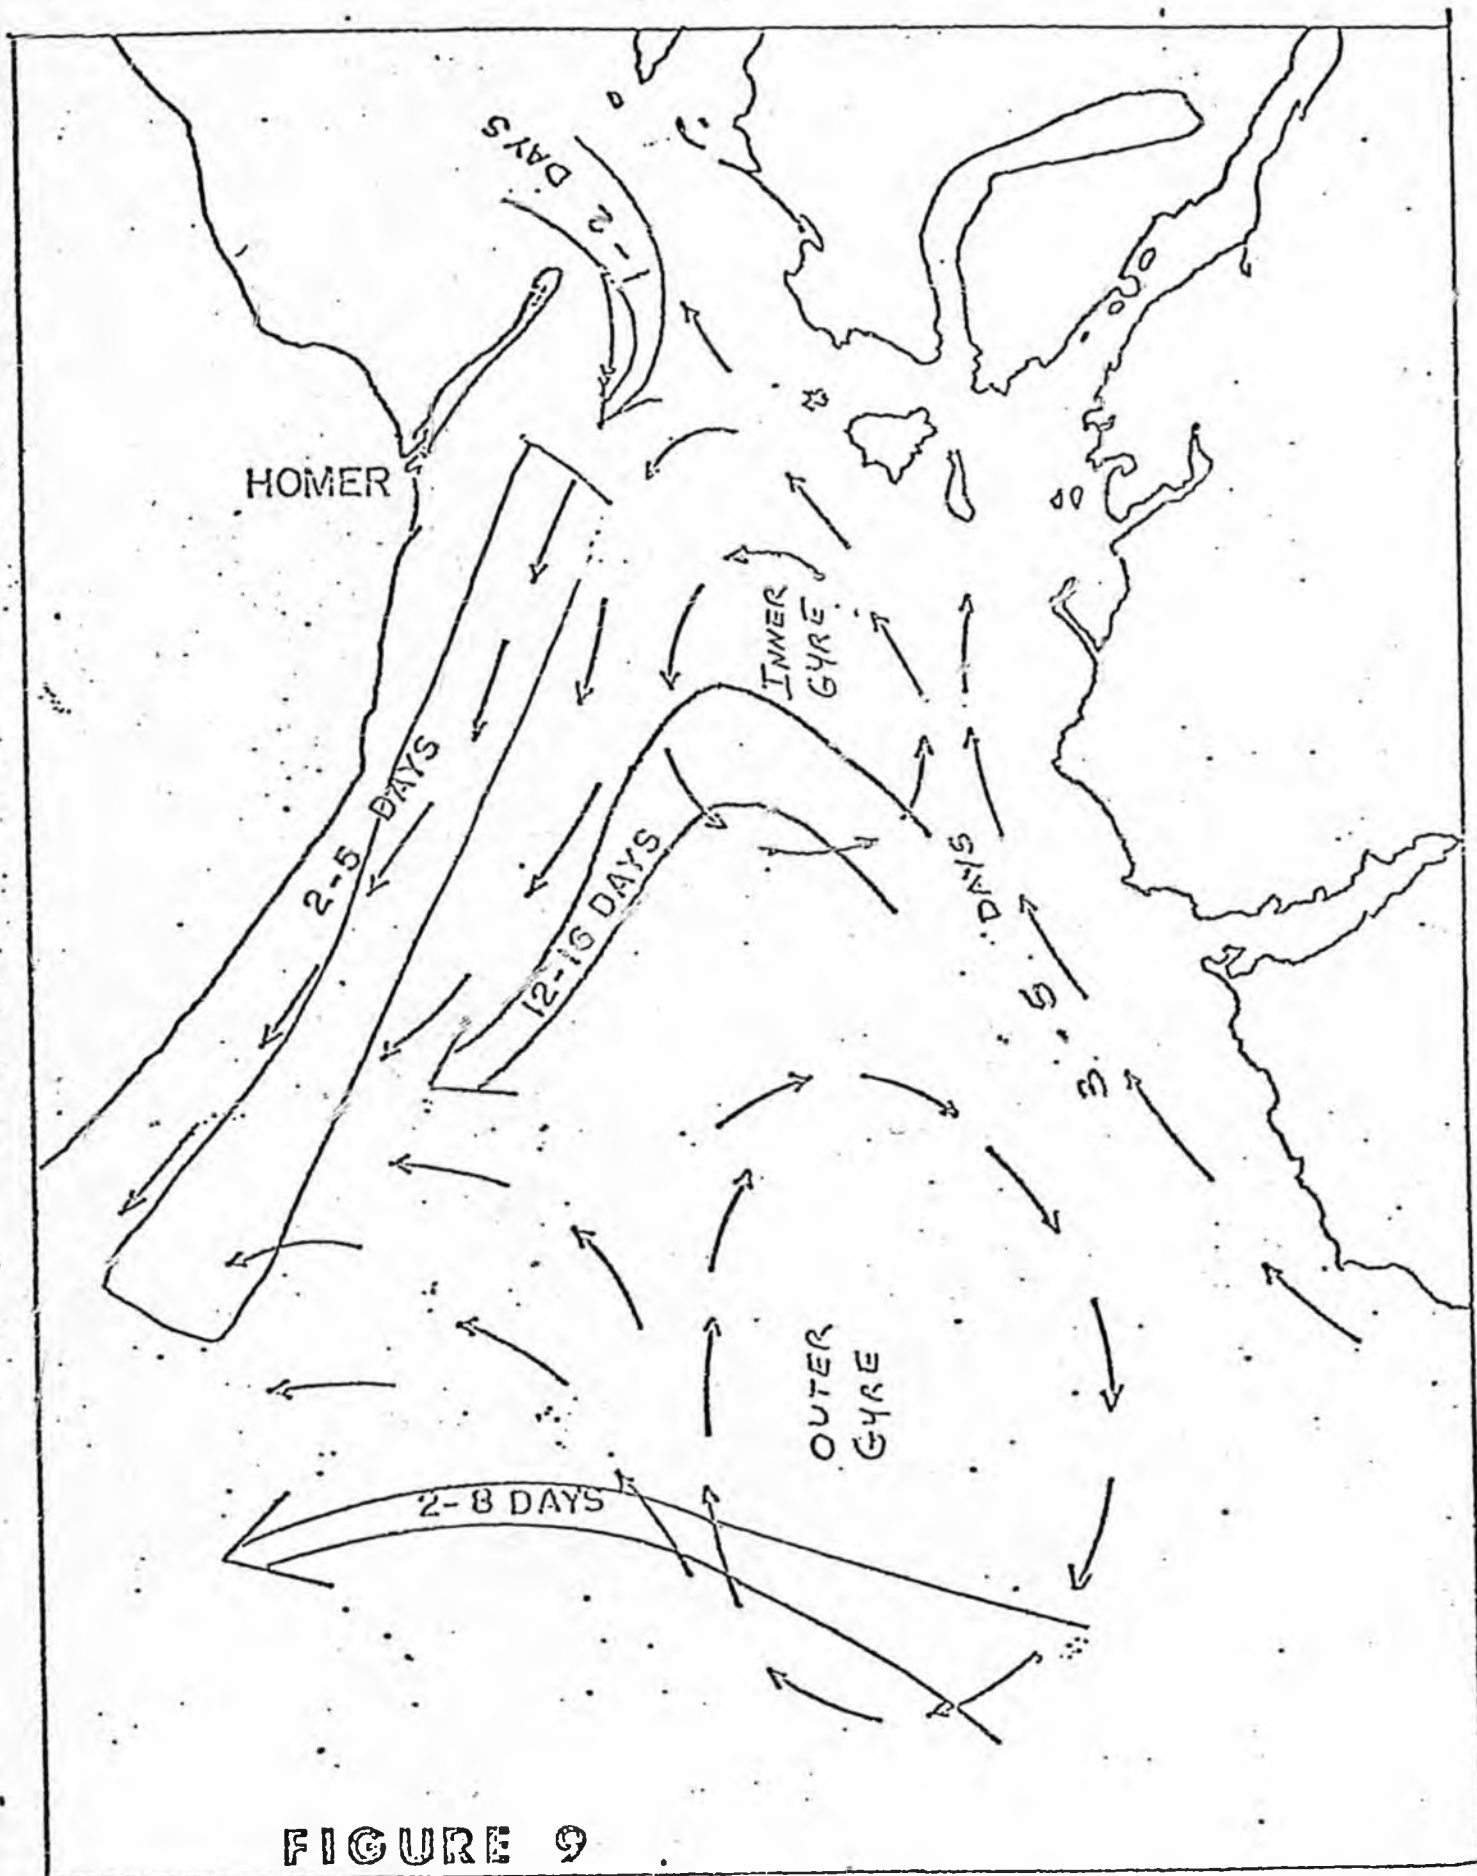 1-2 DAYS
HOMER
INNER
GYRE
2-5 DAYS
12-16 DAYS
3.5 DAYS
OUTER
GYRE
2-8 DAYS
FIGURE 9